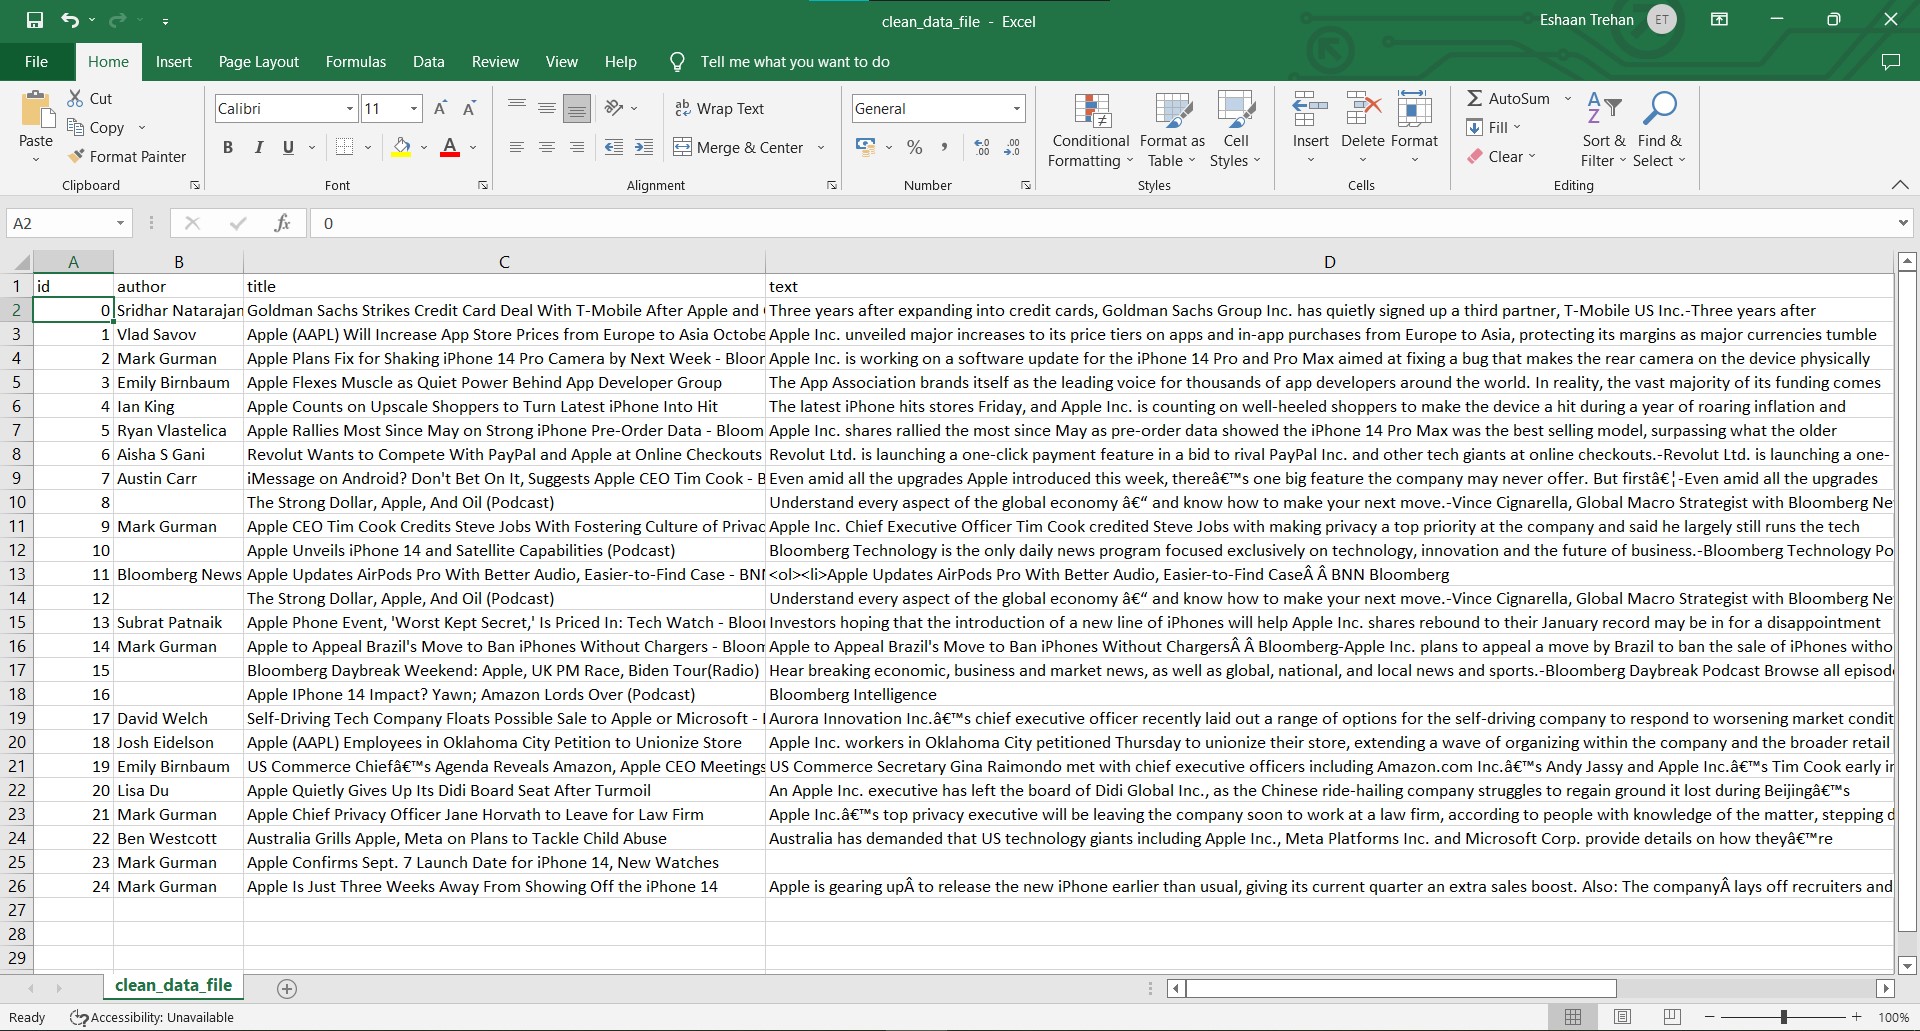 clean_data_file - Excel
Eshaan Trehan ET
File Home Insert Page Layout Formulas Data Review View Help Tell me what you want to do
Paste
Cut
Copy
Format Painter
Clipboard
Calibri 11
B I U
Font
Wrap Text
Merge & Center
Alignment
General
%
Number
Conditional Formatting
Format as Table
Cell Styles
Styles
Insert Delete Format
Cells
AutoSum
Fill
Clear
Sort & Filter
Find & Select
Editing
A2 fx 0
A B C D
1 id author title text
2 0 Sridhar Natarajan Goldman Sachs Strikes Credit Card Deal With T-Mobile After Apple and Three years after expanding into credit cards, Goldman Sachs Group Inc. has quietly signed up a third partner, T-Mobile US Inc.-Three years after
3 1 Vlad Savov Apple (AAPL) Will Increase App Store Prices from Europe to Asia Octobe Apple Inc. unveiled major increases to its price tiers on apps and in-app purchases from Europe to Asia, protecting its margins as major currencies tumble
4 2 Mark Gurman Apple Plans Fix for Shaking iPhone 14 Pro Camera by Next Week - Bloor Apple Inc. is working on a software update for the iPhone 14 Pro and Pro Max aimed at fixing a bug that makes the rear camera on the device physically
5 3 Emily Birnbaum Apple Flexes Muscle as Quiet Power Behind App Developer Group The App Association brands itself as the leading voice for thousands of app developers around the world. In reality, the vast majority of its funding comes
6 4 Ian King Apple Counts on Upscale Shoppers to Turn Latest iPhone Into Hit The latest iPhone hits stores Friday, and Apple Inc. is counting on well-heeled shoppers to make the device a hit during a year of roaring inflation and
7 5 Ryan Vlastelica Apple Rallies Most Since May on Strong iPhone Pre-Order Data - Bloom Apple Inc. shares rallied the most since May as pre-order data showed the iPhone 14 Pro Max was the best selling model, surpassing what the older
8 6 Aisha S Gani Revolut Wants to Compete With PayPal and Apple at Online Checkouts Revolut Ltd. is launching a one-click payment feature in a bid to rival PayPal Inc. and other tech giants at online checkouts.-Revolut Ltd. is launching a one-
9 7 Austin Carr iMessage on Android? Don't Bet On It, Suggests Apple CEO Tim Cook - B Even amid all the upgrades Apple introduced this week, thereâ€™s one big feature the company may never offer. But firstâ€¦-Even amid all the upgrades
10 8 The Strong Dollar, Apple, And Oil (Podcast) Understand every aspect of the global economy â€“ and know how to make your next move.-Vince Cignarella, Global Macro Strategist with Bloomberg Ne
11 9 Mark Gurman Apple CEO Tim Cook Credits Steve Jobs With Fostering Culture of Privac Apple Inc. Chief Executive Officer Tim Cook credited Steve Jobs with making privacy a top priority at the company and said he largely still runs the tech
12 10 Apple Unveils iPhone 14 and Satellite Capabilities (Podcast) Bloomberg Technology is the only daily news program focused exclusively on technology, innovation and the future of business.-Bloomberg Technology Po
13 11 Bloomberg News Apple Updates AirPods Pro With Better Audio, Easier-to-Find Case - BNN <ol><li>Apple Updates AirPods Pro With Better Audio, Easier-to-Find CaseÂ Â BNN Bloomberg
14 12 The Strong Dollar, Apple, And Oil (Podcast) Understand every aspect of the global economy â€“ and know how to make your next move.-Vince Cignarella, Global Macro Strategist with Bloomberg Ne
15 13 Subrat Patnaik Apple Phone Event, 'Worst Kept Secret,' Is Priced In: Tech Watch - Bloor Investors hoping that the introduction of a new line of iPhones will help Apple Inc. shares rebound to their January record may be in for a disappointment
16 14 Mark Gurman Apple to Appeal Brazil's Move to Ban iPhones Without Chargers - Bloom Apple to Appeal Brazil's Move to Ban iPhones Without ChargersÂ Â Bloomberg-Apple Inc. plans to appeal a move by Brazil to ban the sale of iPhones witho
17 15 Bloomberg Daybreak Weekend: Apple, UK PM Race, Biden Tour(Radio) Hear breaking economic, business and market news, as well as global, national, and local news and sports.-Bloomberg Daybreak Podcast Browse all episod
18 16 Apple IPhone 14 Impact? Yawn; Amazon Lords Over (Podcast) Bloomberg Intelligence
19 17 David Welch Self-Driving Tech Company Floats Possible Sale to Apple or Microsoft - Aurora Innovation Inc.â€™s chief executive officer recently laid out a range of options for the self-driving company to respond to worsening market condit
20 18 Josh Eidelson Apple (AAPL) Employees in Oklahoma City Petition to Unionize Store Apple Inc. workers in Oklahoma City petitioned Thursday to unionize their store, extending a wave of organizing within the company and the broader retail
21 19 Emily Birnbaum US Commerce Chiefâ€™s Agenda Reveals Amazon, Apple CEO Meetings US Commerce Secretary Gina Raimondo met with chief executive officers including Amazon.com Inc.â€™s Andy Jassy and Apple Inc.â€™s Tim Cook early in
22 20 Lisa Du Apple Quietly Gives Up Its Didi Board Seat After Turmoil An Apple Inc. executive has left the board of Didi Global Inc., as the Chinese ride-hailing company struggles to regain ground it lost during Beijingâ€™s
23 21 Mark Gurman Apple Chief Privacy Officer Jane Horvath to Leave for Law Firm Apple Inc.â€™s top privacy executive will be leaving the company soon to work at a law firm, according to people with knowledge of the matter, stepping d
24 22 Ben Westcott Australia Grills Apple, Meta on Plans to Tackle Child Abuse Australia has demanded that US technology giants including Apple Inc., Meta Platforms Inc. and Microsoft Corp. provide details on how theyâ€™re
25 23 Mark Gurman Apple Confirms Sept. 7 Launch Date for iPhone 14, New Watches
26 24 Mark Gurman Apple Is Just Three Weeks Away From Showing Off the iPhone 14 Apple is gearing upÂ to release the new iPhone earlier than usual, giving its current quarter an extra sales boost. Also: The companyÂ lays off recruiters and
27
28
29
clean_data_file
Ready Accessibility: Unavailable 100%